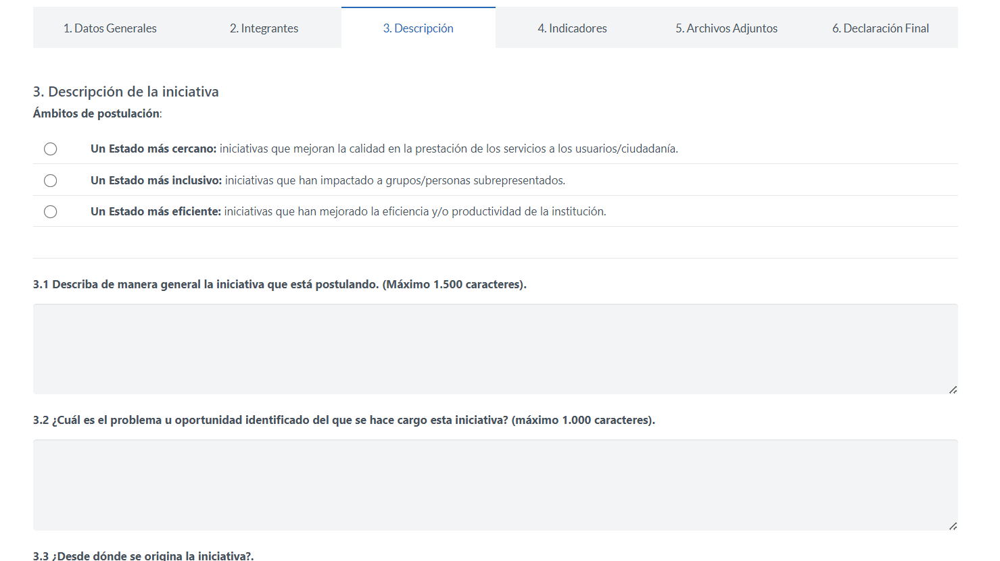 1. Datos Generales
2. Integrantes
3. Descripción
4. Indicadores
5. Archivos Adjuntos
6. Declaración Final
3. Descripción de la iniciativa
Ámbitos de postulación:
Un Estado más cercano: iniciativas que mejoran la calidad en la prestación de los servicios a los usuarios/ciudadanía.
Un Estado más inclusivo: iniciativas que han impactado a grupos/personas subrepresentados.
Un Estado más eficiente: iniciativas que han mejorado la eficiencia y/o productividad de la institución.
3.1 Describa de manera general la iniciativa que está postulando. (Máximo 1.500 caracteres).
3.2 ¿Cuál es el problema u oportunidad identificado del que se hace cargo esta iniciativa? (máximo 1.000 caracteres).
3.3 ¿Desde dónde se origina la iniciativa?.